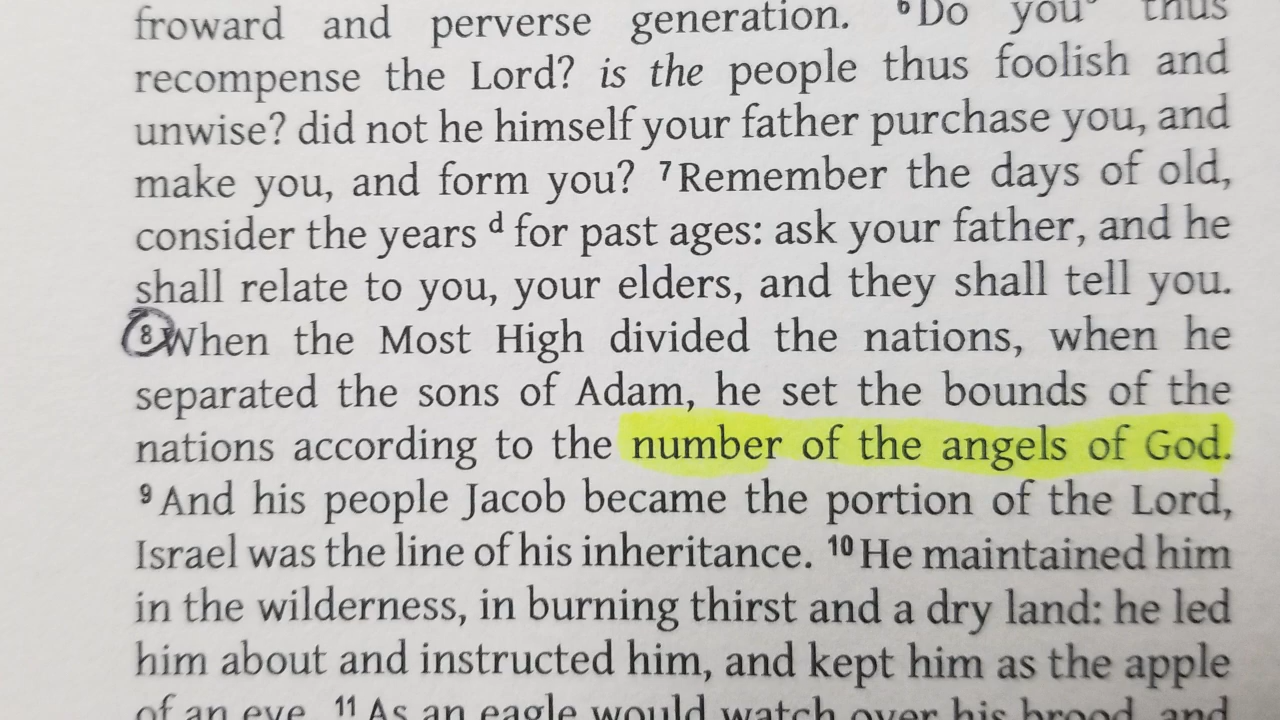 froward and perverse generation. ⁶Do you thus
recompense the Lord? is the people thus foolish and
unwise? did not he himself your father purchase you, and
make you, and form you? ⁷Remember the days of old,
consider the years ᵈ for past ages: ask your father, and he
shall relate to you, your elders, and they shall tell you.
⁸When the Most High divided the nations, when he
separated the sons of Adam, he set the bounds of the
nations according to the number of the angels of God.
⁹And his people Jacob became the portion of the Lord,
Israel was the line of his inheritance. ¹⁰He maintained him
in the wilderness, in burning thirst and a dry land: he led
him about and instructed him, and kept him as the apple
of an eye. ¹¹As an eagle would watch over his brood, and